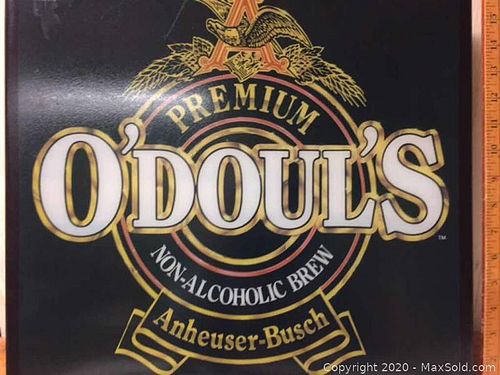 A
PREMIUM
O'DOUL'S
TM
NON-ALCOHOLIC BREW
Anheuser-Busch
Copyright 2020 - MaxSold.com